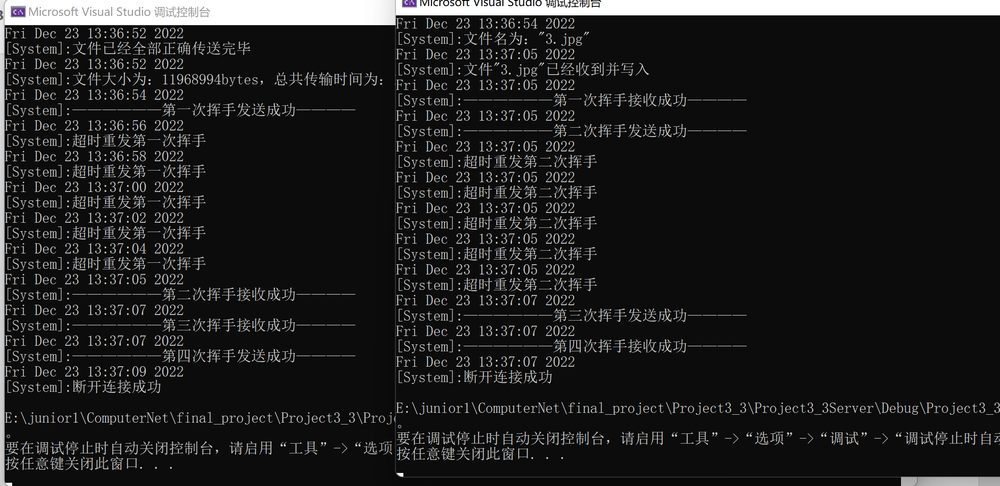 Microsoft Visual Studio 调试控制台
Fri Dec 23 13:36:52 2022
[System]:文件已经全部正确传送完毕
Fri Dec 23 13:36:52 2022
[System]:文件大小为：11968994bytes，总共传输时间为：
Fri Dec 23 13:36:54 2022
[System]:——————第一次挥手发送成功————
Fri Dec 23 13:36:56 2022
[System]:超时重发第一次挥手
Fri Dec 23 13:36:58 2022
[System]:超时重发第一次挥手
Fri Dec 23 13:37:00 2022
[System]:超时重发第一次挥手
Fri Dec 23 13:37:02 2022
[System]:超时重发第一次挥手
Fri Dec 23 13:37:04 2022
[System]:超时重发第一次挥手
Fri Dec 23 13:37:05 2022
[System]:——————第二次挥手接收成功————
Fri Dec 23 13:37:07 2022
[System]:——————第三次挥手接收成功————
Fri Dec 23 13:37:07 2022
[System]:——————第四次挥手发送成功————
Fri Dec 23 13:37:09 2022
[System]:断开连接成功
E:\junior1\ComputerNet\final_project\Project3_3\Proje
。
要在调试停止时自动关闭控制台，请启用“工具”->“选项
按任意键关闭此窗口. . .
Microsoft Visual Studio 调试控制台
Fri Dec 23 13:36:54 2022
[System]:文件名为："3.jpg"
Fri Dec 23 13:37:05 2022
[System]:文件"3.jpg"已经收到并写入
Fri Dec 23 13:37:05 2022
[System]:——————第一次挥手接收成功————
Fri Dec 23 13:37:05 2022
[System]:——————第二次挥手发送成功————
Fri Dec 23 13:37:05 2022
[System]:超时重发第二次挥手
Fri Dec 23 13:37:05 2022
[System]:超时重发第二次挥手
Fri Dec 23 13:37:05 2022
[System]:超时重发第二次挥手
Fri Dec 23 13:37:05 2022
[System]:超时重发第二次挥手
Fri Dec 23 13:37:05 2022
[System]:超时重发第二次挥手
Fri Dec 23 13:37:07 2022
[System]:——————第三次挥手发送成功————
Fri Dec 23 13:37:07 2022
[System]:——————第四次挥手接收成功————
Fri Dec 23 13:37:07 2022
[System]:断开连接成功
E:\junior1\ComputerNet\final_project\Project3_3\Project3_3Server\Debug\Project3_3
。
要在调试停止时自动关闭控制台，请启用“工具”->“选项”->“调试”->“调试停止时自动
按任意键关闭此窗口. . .